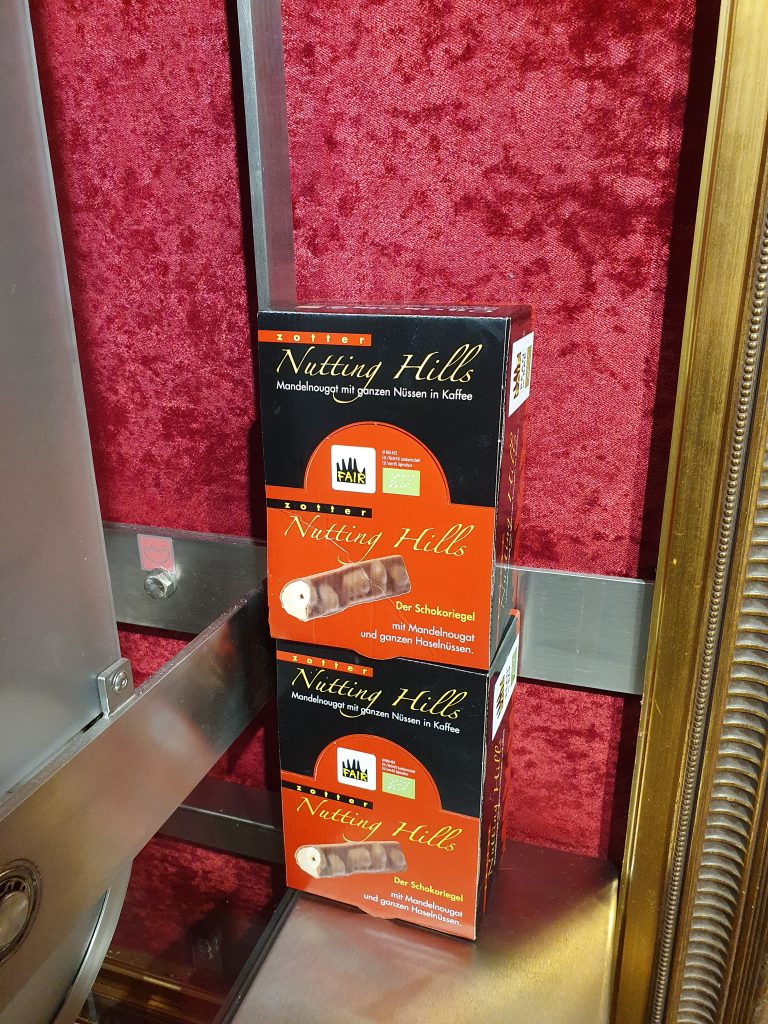 zotter
Nutting Hills
Mandelnougat mit ganzen Nüssen in Kaffee
FAIR
zotter
Nutting Hills
Der Schokoriegel
mit Mandelnougat
und ganzen Haselnüssen.
zotter
Nutting Hills
Mandelnougat mit ganzen Nüssen in Kaffee
FAIR
zotter
Nutting Hills
Der Schokoriegel
mit Mandelnougat
und ganzen Haselnüssen.